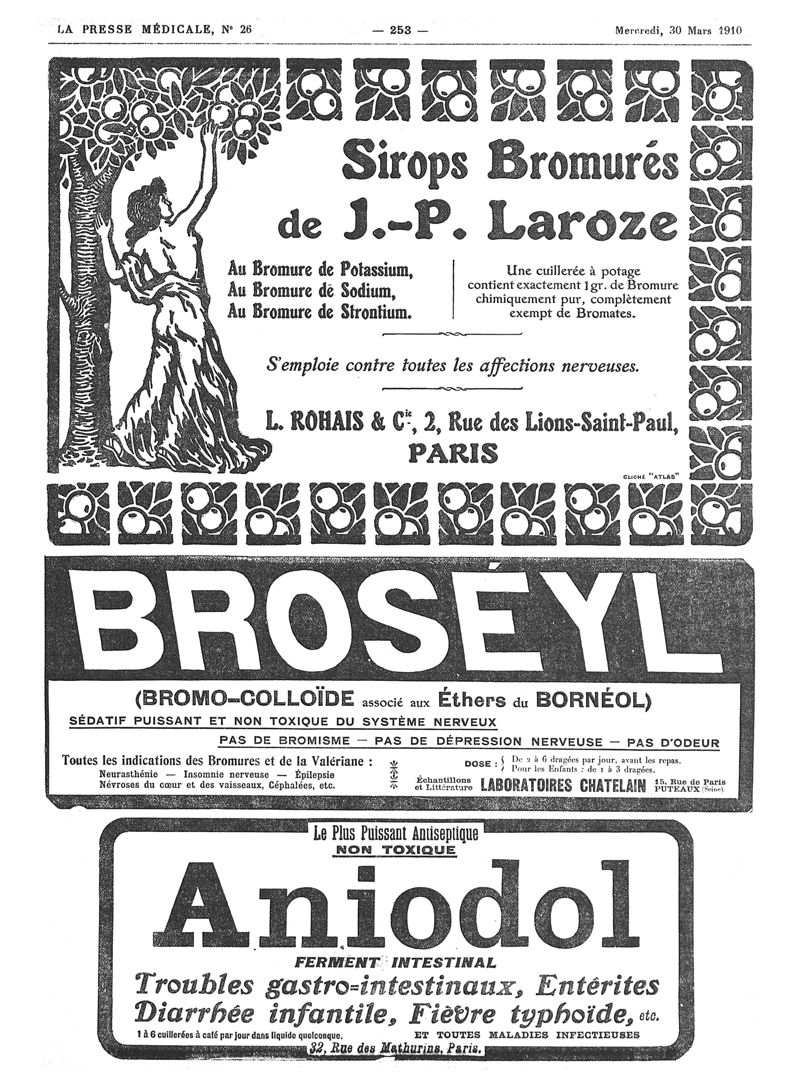 LA PRESSE MÉDICALE, N° 26
— 253 —
Mercredi, 30 Mars 1910
Sirops Bromurés
de J.-P. Laroze
Au Bromure de Potassium,
Au Bromure de Sodium,
Au Bromure de Strontium.
Une cuillerée à potage
contient exactement 1 gr. de Bromure
chimiquement pur, complètement
exempt de Bromates.
S'emploie contre toutes les affections nerveuses.
L. ROHAIS & Cie, 2, Rue des Lions-Saint-Paul,
PARIS
CLICHÉ "ATLAS"
BROSÉYL
(BROMO-COLLOÏDE associé aux Éthers du BORNÉOL)
SÉDATIF PUISSANT ET NON TOXIQUE DU SYSTÈME NERVEUX
PAS DE BROMISME — PAS DE DÉPRESSION NERVEUSE — PAS D'ODEUR
Toutes les indications des Bromures et de la Valériane :
Neurasthénie — Insomnie nerveuse — Épilepsie
Névroses du cœur et des vaisseaux, Céphalées, etc.
DOSE : { De 2 à 6 dragées par jour, avant les repas.
Pour les Enfants : de 1 à 3 dragées.
Échantillons
et Littérature
LABORATOIRES CHATELAIN
15, Rue de Paris
PUTEAUX (Seine).
Le Plus Puissant Antiseptique
NON TOXIQUE
Aniodol
FERMENT INTESTINAL
Troubles gastro-intestinaux, Entérites
Diarrhée infantile, Fièvre typhoïde, etc.
1 à 6 cuillerées à café par jour dans liquide quelconque.
ET TOUTES MALADIES INFECTIEUSES
32, Rue des Mathurins, Paris.